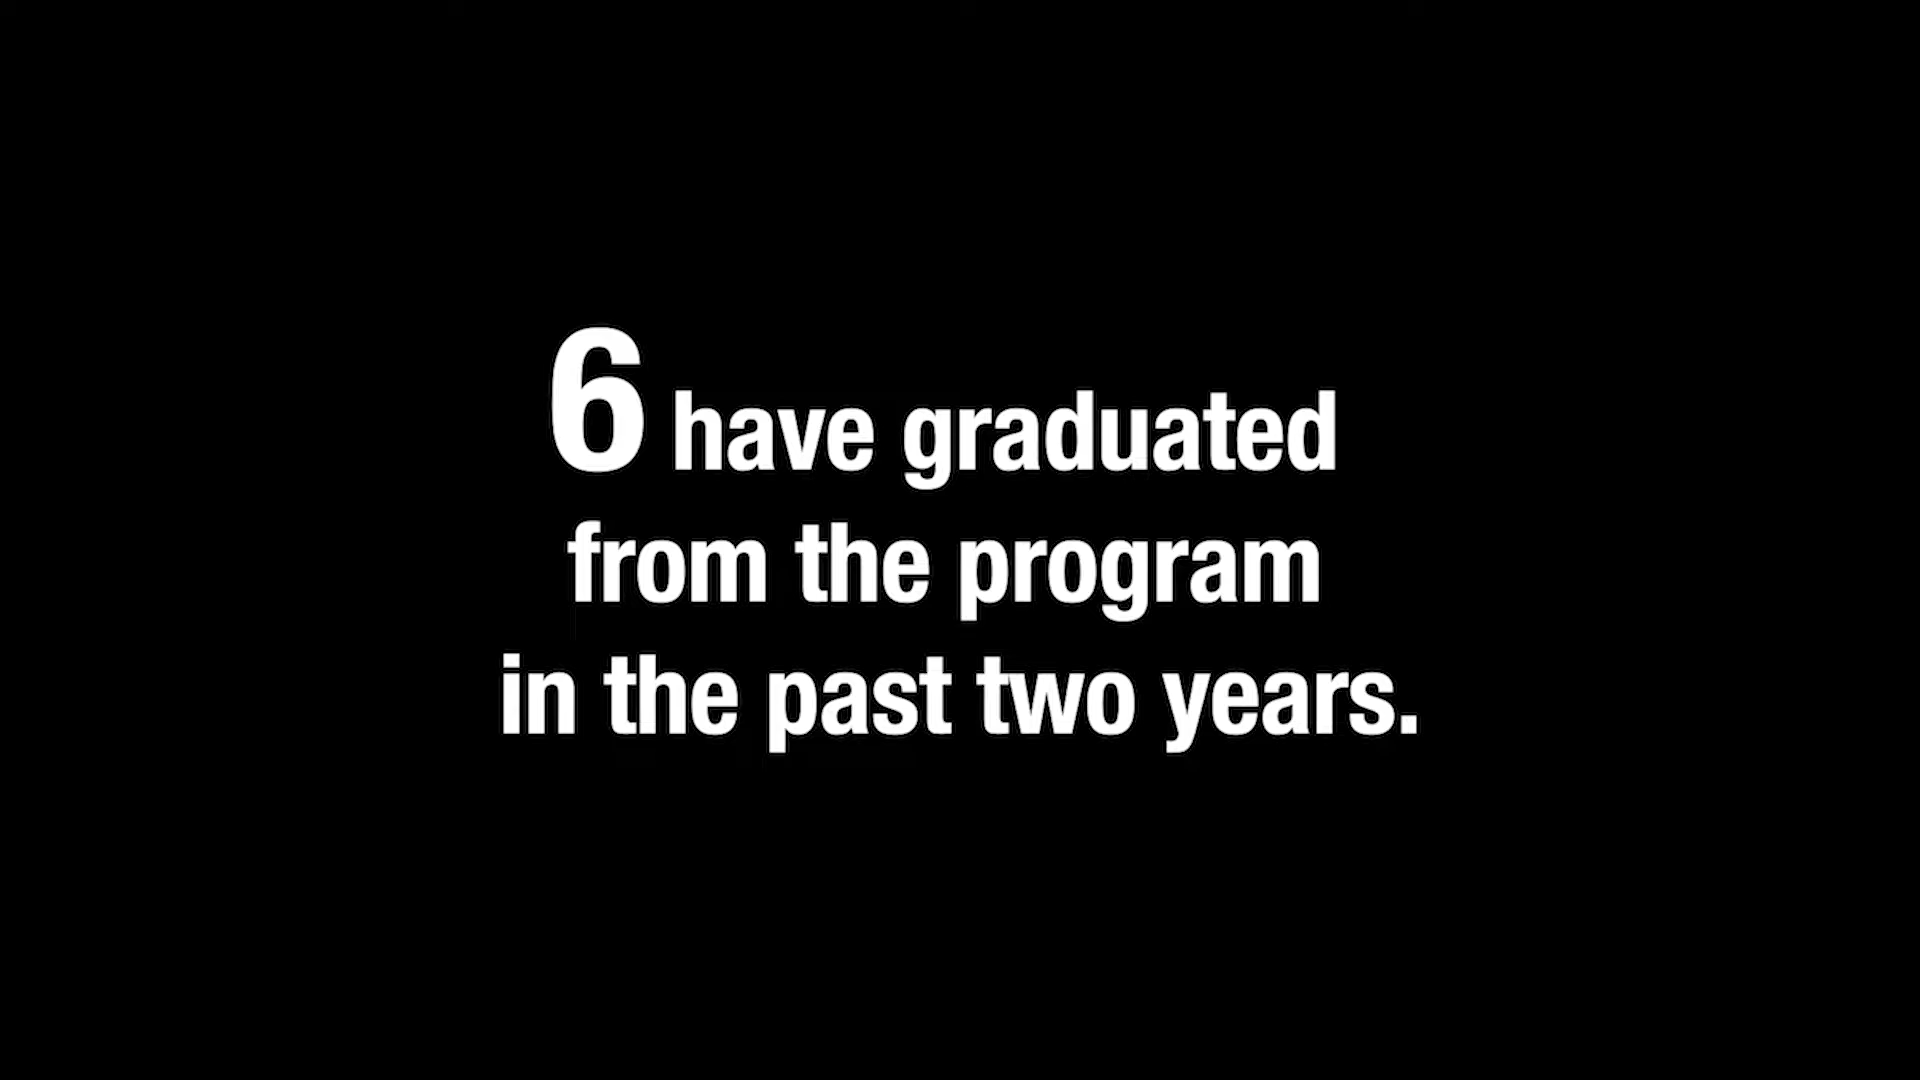 6 have graduated
from the program
in the past two years.